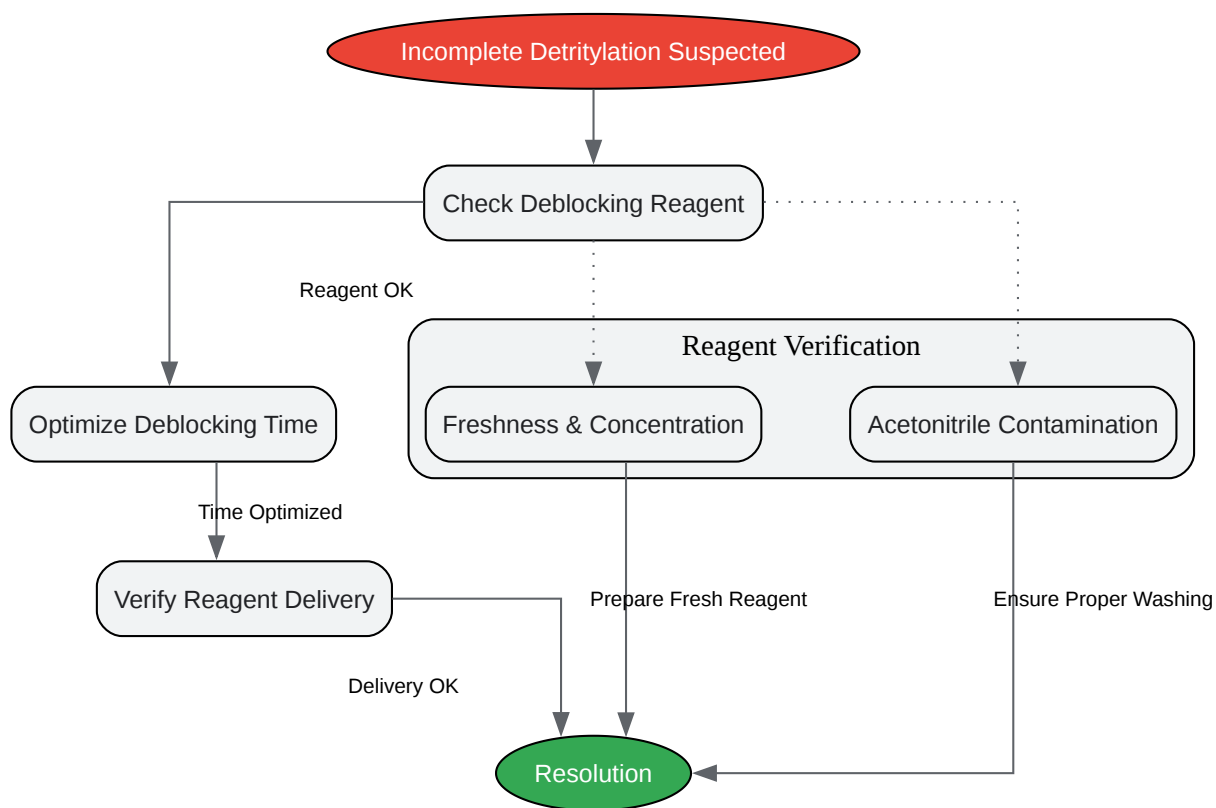 Incomplete Detritylation Suspected
Check Deblocking Reagent
Reagent OK
Reagent Verification
Optimize Deblocking Time
Freshness & Concentration
Acetonitrile Contamination
Time Optimized
Verify Reagent Delivery
Prepare Fresh Reagent
Ensure Proper Washing
Delivery OK
Resolution